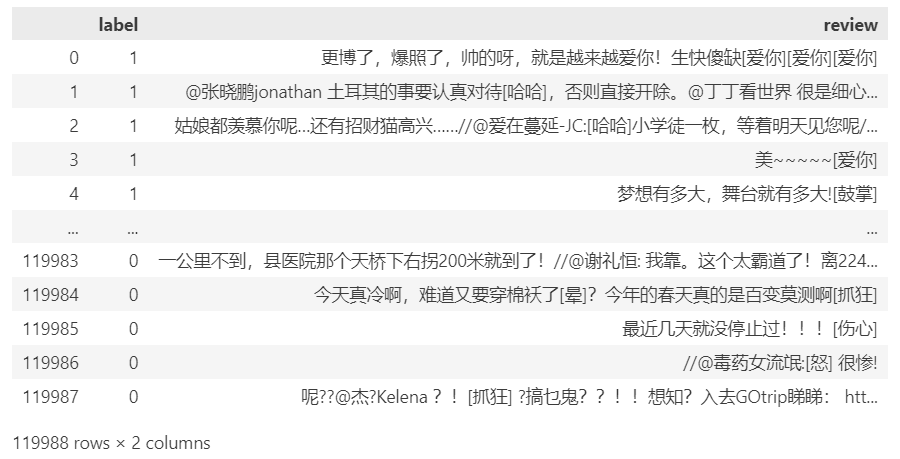 label review
0 1 更博了，爆照了，帅的呀，就是越来越爱你！生快傻缺[爱你][爱你][爱你]
1 1 @张晓鹏jonathan 土耳其的事要认真对待[哈哈]，否则直接开除。@丁丁看世界 很是细心...
2 1 姑娘都羡慕你呢…还有招财猫高兴……//@爱在蔓延-JC:[哈哈]小学徒一枚，等着明天见您呢/...
3 1 美~~~~~[爱你]
4 1 梦想有多大，舞台就有多大![鼓掌]
... ... ...
119983 0 一公里不到，县医院那个天桥下右拐200米就到了！//@谢礼恒: 我靠。这个太霸道了！离224...
119984 0 今天真冷啊，难道又要穿棉袄了[晕]？今年的春天真的是百变莫测啊[抓狂]
119985 0 最近几天就没停止过！！！[伤心]
119986 0 //@毒药女流氓:[怒] 很惨!
119987 0 呢??@杰?Kelena ？！[抓狂] ?搞乜鬼？？！！想知？入去GOtrip睇睇： htt...
119988 rows × 2 columns